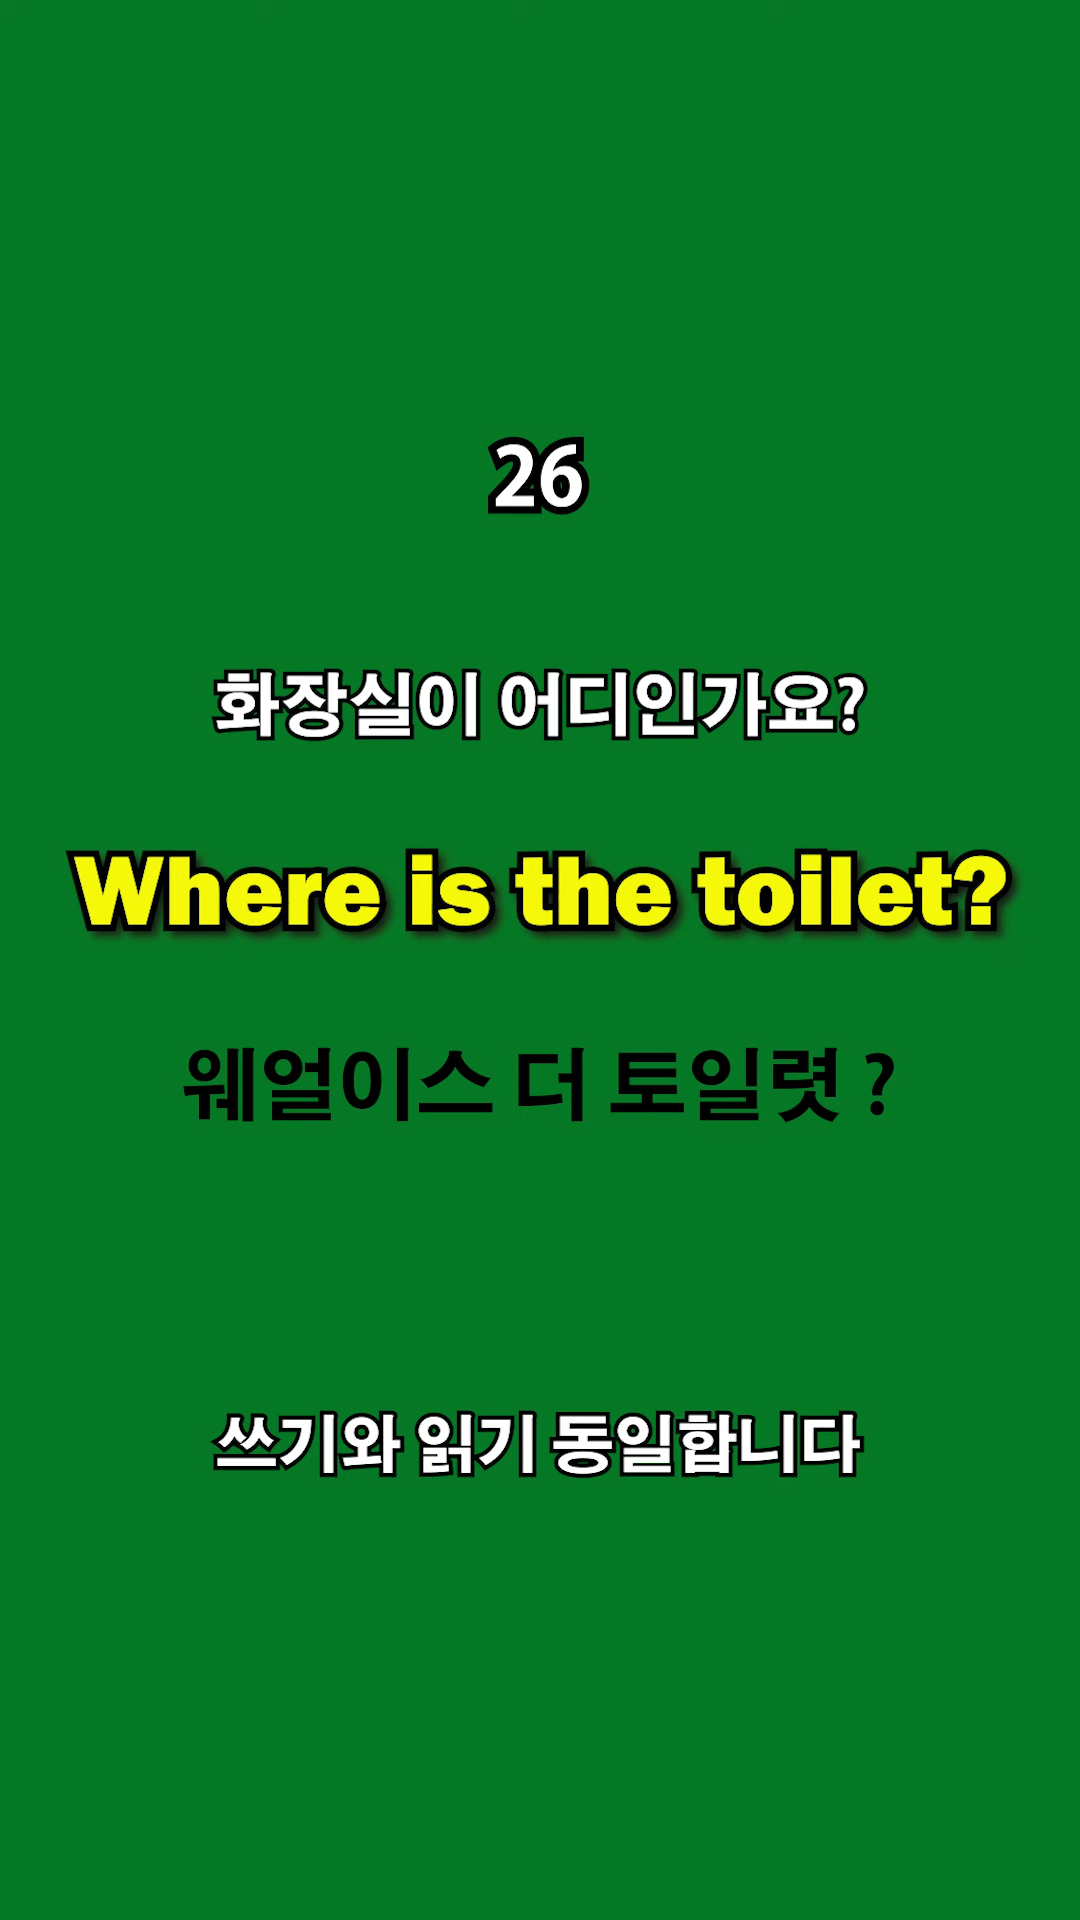 26
화장실이 어디인가요?
Where is the toilet?
웨얼이스 더 토일렷 ?
쓰기와 읽기 동일합니다